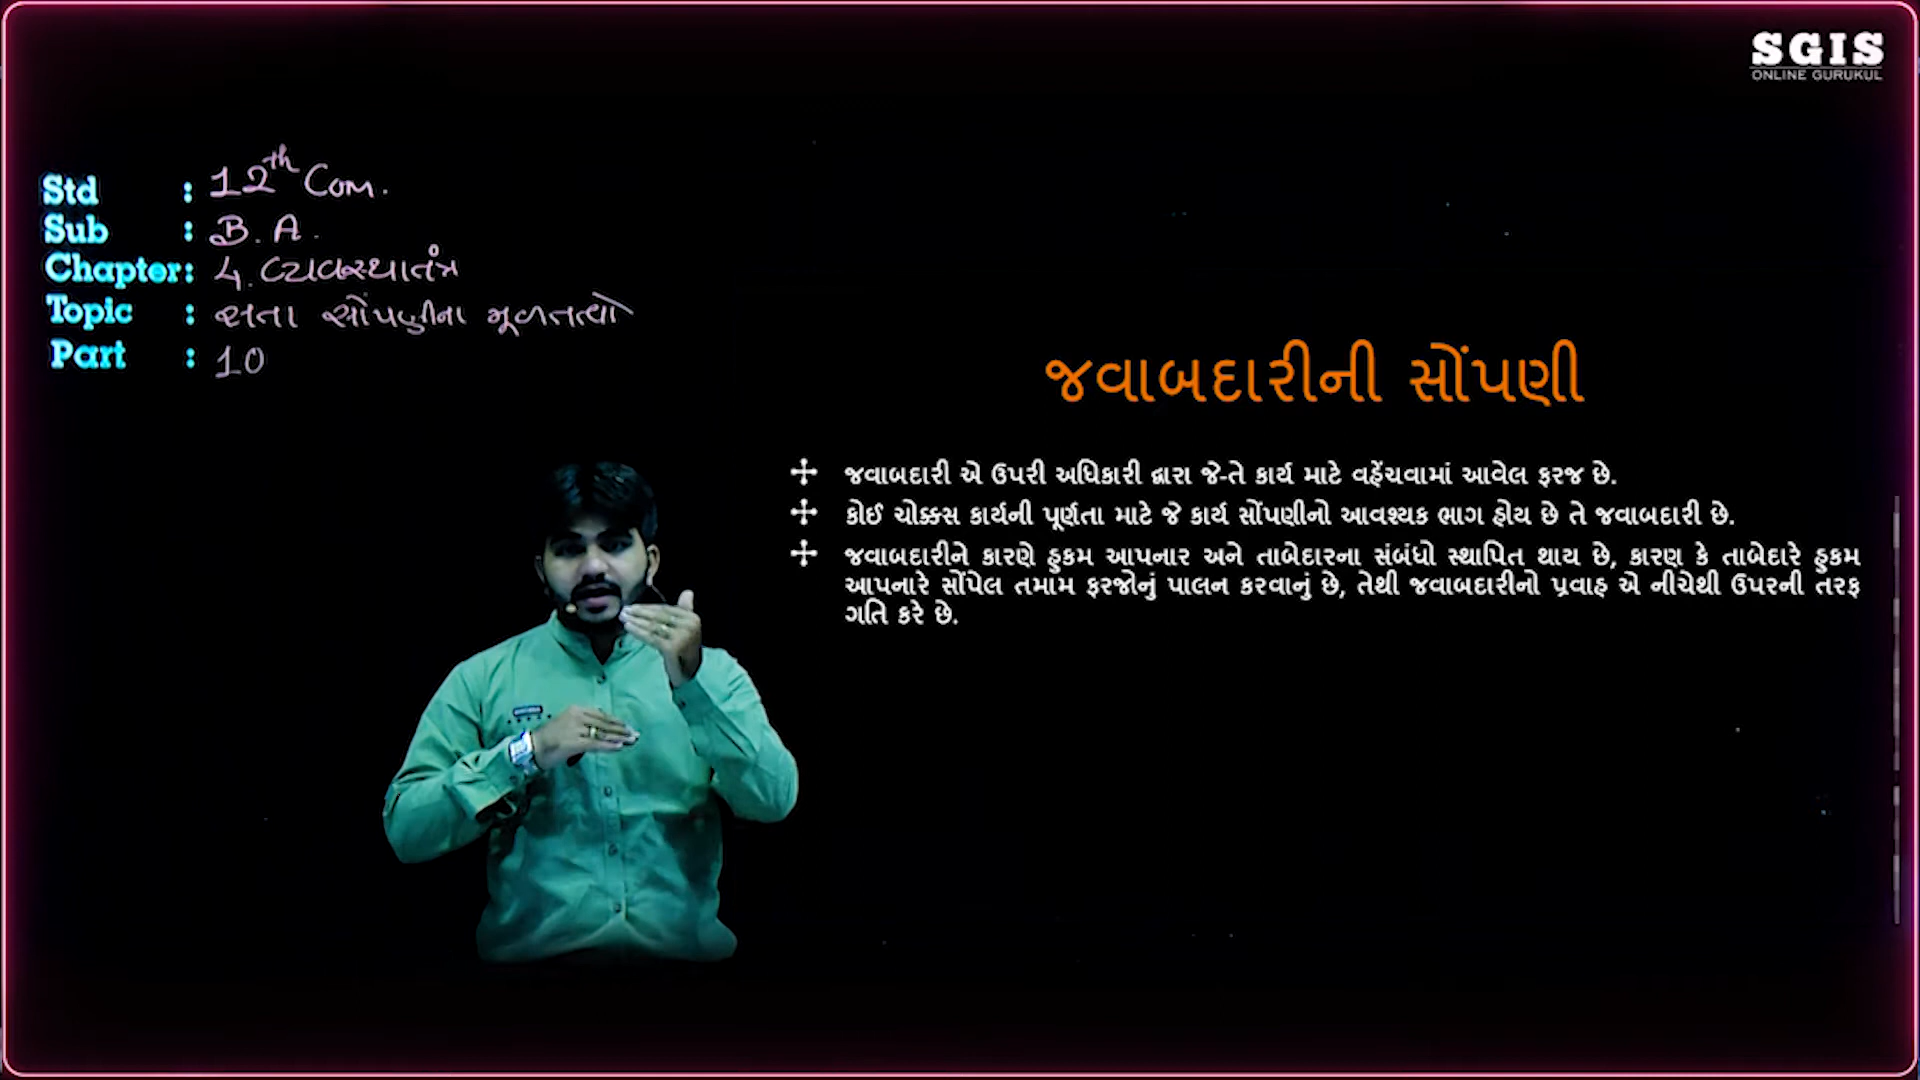 SGIS
ONLINE GURUKUL
Std : 12th Com.
Sub : B. A.
Chapter: 4. વ્યવસ્થાતંત્ર
Topic : સત્તા સોંપણીના મૂળતત્વો
Part : 10
જવાબદારીની સોંપણી
જવાબદારી એ ઉપરી અધિકારી દ્વારા જે-તે કાર્ય માટે વહેંચવામાં આવેલ ફરજ છે.
કોઈ ચોક્કસ કાર્યની પૂર્ણતા માટે જે કાર્ય સોંપણીનો આવશ્યક ભાગ હોય છે તે જવાબદારી છે.
જવાબદારીને કારણે હુકમ આપનાર અને તાબેદારના સંબંધો સ્થાપિત થાય છે, કારણ કે તાબેદારે હુકમ
આપનારે સોંપેલ તમામ ફરજોનું પાલન કરવાનું છે, તેથી જવાબદારીનો પ્રવાહ એ નીચેથી ઉપરની તરફ
ગતિ કરે છે.